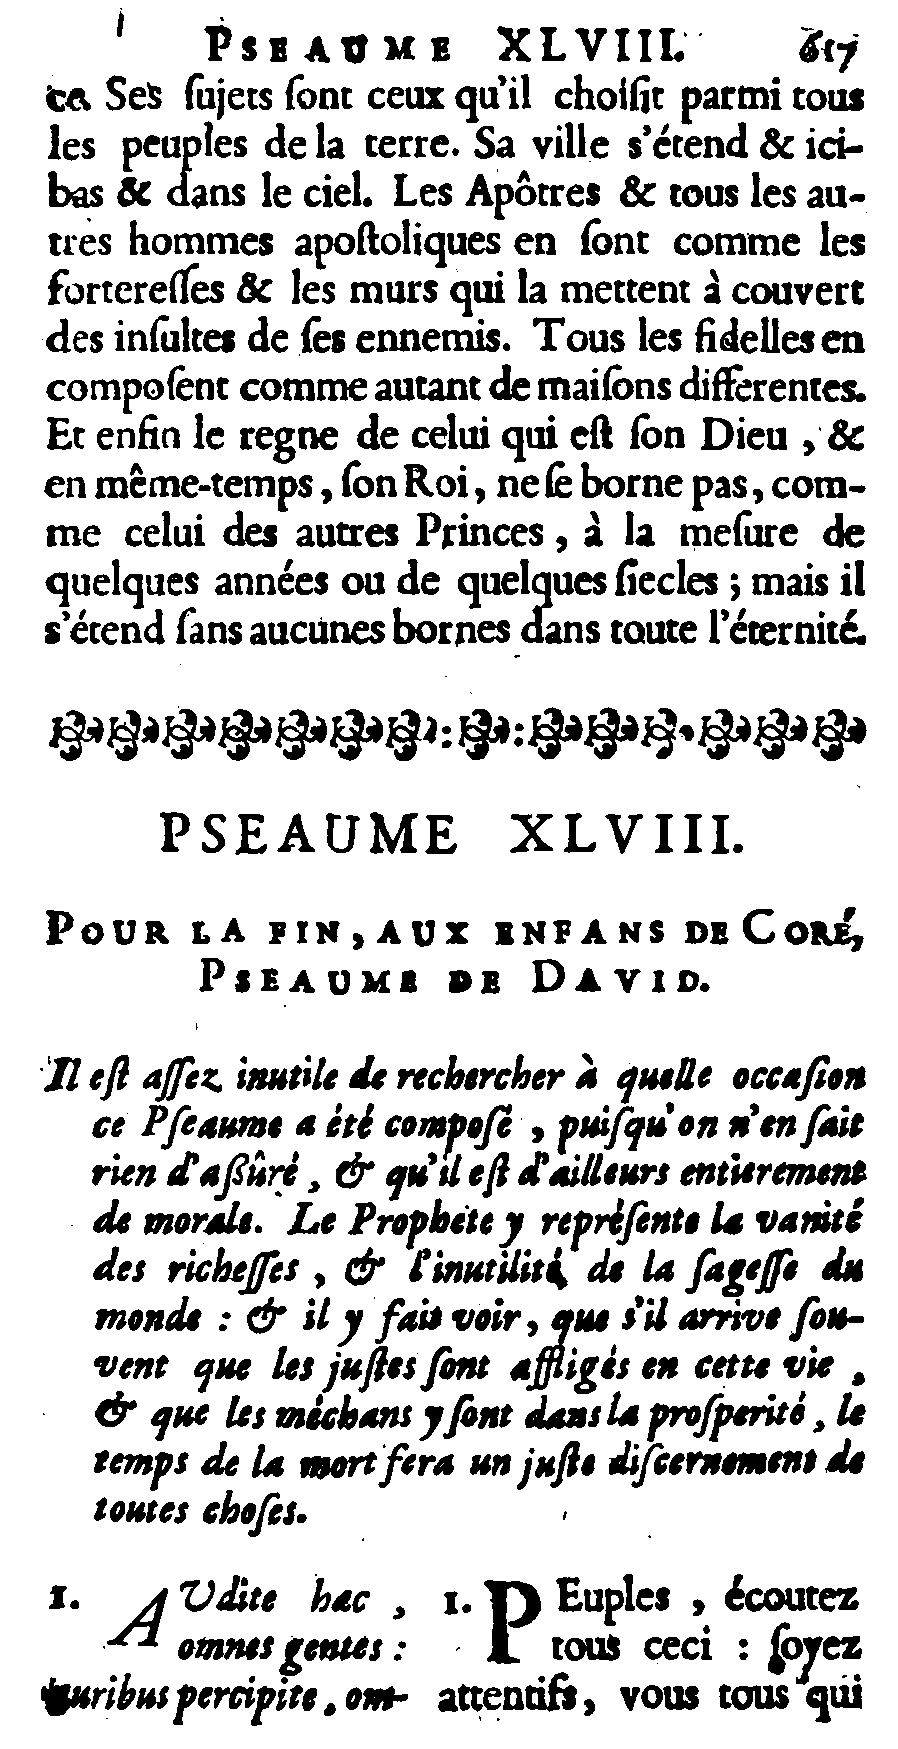 PSEAUME XLVIII. 617
ce. Ses ſujets ſont ceux qu'il choiſit parmi tous
les peuples de la terre. Sa ville s'étend & ici-
bas & dans le ciel. Les Apôtres & tous les au-
tres hommes apoſtoliques en ſont comme les
fortereſſes & les murs qui la mettent à couvert
des inſultes de ſes ennemis. Tous les fidelles en
compoſent comme autant de maiſons differentes.
Et enfin le regne de celui qui eſt ſon Dieu, &
en même-temps, ſon Roi, ne ſe borne pas, com-
me celui des autres Princes, à la meſure de
quelques années ou de quelques ſiecles; mais il
s'étend ſans aucunes bornes dans toute l'éternité.
PSEAUME XLVIII.
POUR LA FIN, AUX ENFANS DE CORÉ,
PSEAUME DE DAVID.
Il eſt aſſez inutile de rechercher à quelle occaſion
ce Pſeaume a été compoſé, puiſqu'on n'en ſait
rien d'aßûré, & qu'il eſt d'ailleurs entierement
de morale. Le Prophete y repréſente la vanité
des richeſſes, & l'inutilité de la ſageſſe du
monde: & il y fait voir, que s'il arrive ſou-
vent que les juſtes ſont affligés en cette vie,
& que les méchans y ſont dans la proſperité, le
temps de la mort fera un juſte diſcernement de
toutes choſes.
1. AUdite hæc,
omnes gentes:
auribus percipite, om-
1. PEuples, écoutez
tous ceci: ſoyez
attentifs, vous tous qui